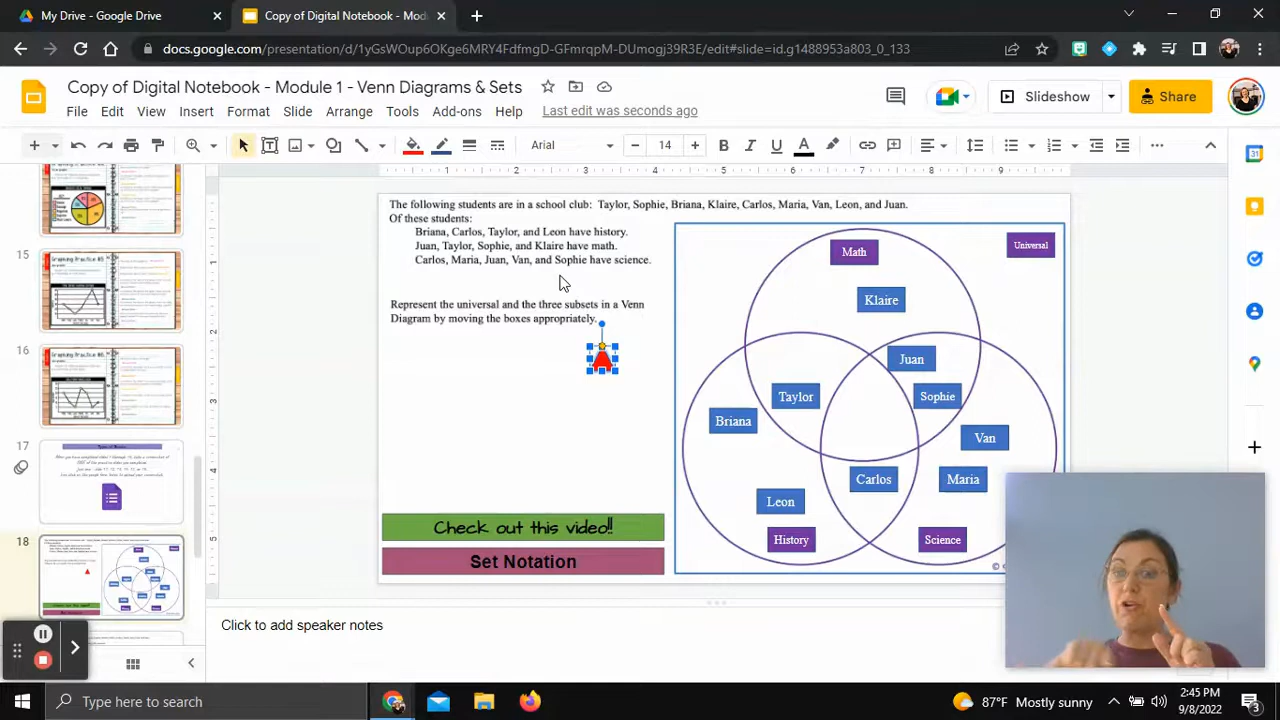 My Drive - Google Drive
Copy of Digital Notebook - Mod
docs.google.com/presentation/d/1yGsWOup6OKge6MRY4FdfmgD-GFmrqpM-DUmogj39R3E/edit#slide=id.g1488953a803_0_133
Copy of Digital Notebook - Module 1 - Venn Diagrams & Sets
File Edit View Insert Format Slide Arrange Tools Add-ons Help Last edit was seconds ago
Slideshow
Share
Arial
14
The following students are in a school club: Taylor, Sophie, Briana, Klaire, Carlos, Maria, Van, Leon, and Juan.
Of these students:
Briana, Carlos, Taylor, and Leon have history.
Juan, Taylor, Sophie, and Klaire have math.
Carlos, Maria, Juan, Van, and Sophie have science.
Represent the universal and the three subsets in a Venn
Diagram by moving the boxes appropriately.
Check out this video!!
Set Notation
Math
Universal
Klaire
Juan
Taylor
Sophie
Briana
Van
Carlos
Maria
Leon
History
Science
15
16
17
18
Click to add speaker notes
Type here to search
87°F Mostly sunny
2:45 PM
9/8/2022